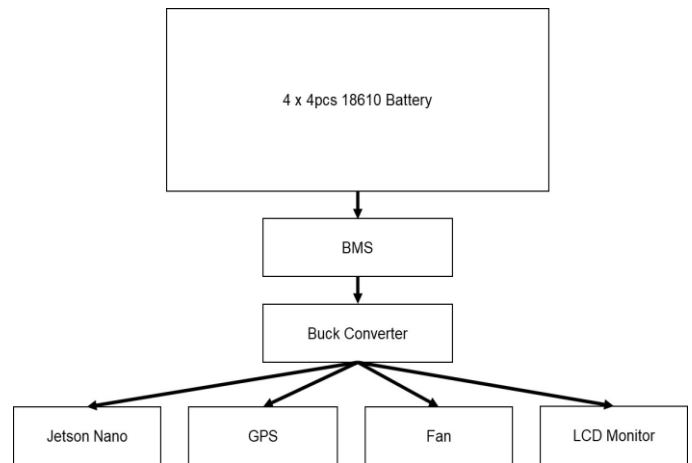 4 x 4pcs 18610 Battery
BMS
Buck Converter
Jetson Nano
GPS
Fan
LCD Monitor